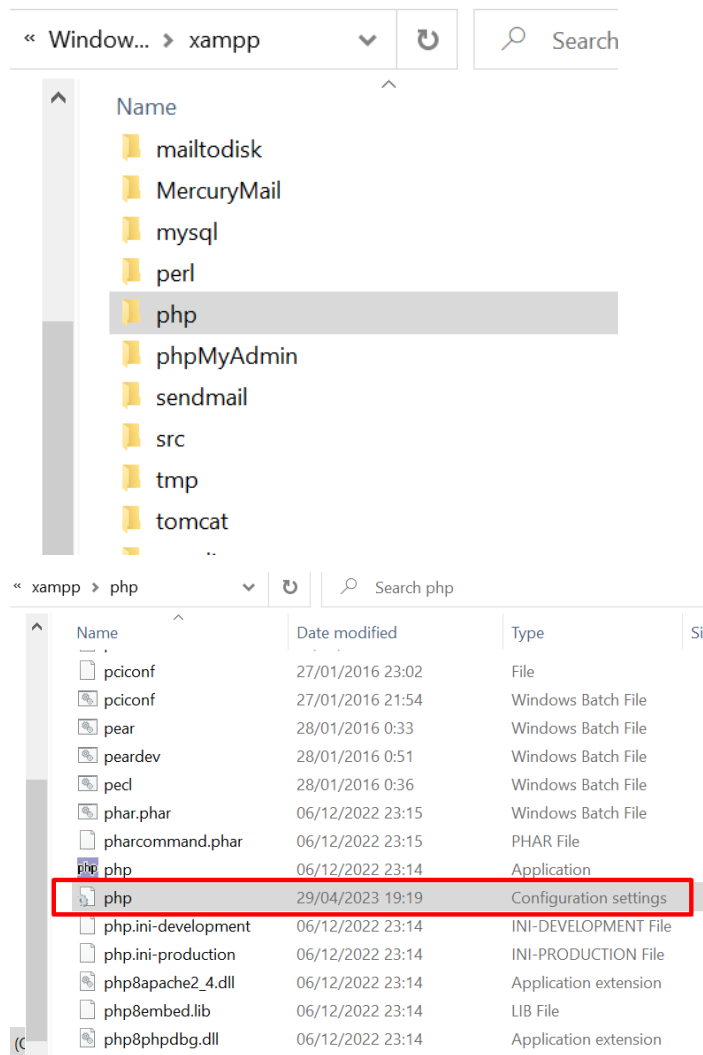 « Window... > xampp Search
Name
mailtodisk
MercuryMail
mysql
perl
php
phpMyAdmin
sendmail
src
tmp
tomcat
« xampp > php Search php
Name Date modified Type Si
pciconf 27/01/2016 23:02 File
pciconf 27/01/2016 21:54 Windows Batch File
pear 28/01/2016 0:33 Windows Batch File
peardev 28/01/2016 0:51 Windows Batch File
pecl 28/01/2016 0:36 Windows Batch File
phar.phar 06/12/2022 23:15 Windows Batch File
pharcommand.phar 06/12/2022 23:15 PHAR File
php php 06/12/2022 23:14 Application
php 29/04/2023 19:19 Configuration settings
php.ini-development 06/12/2022 23:14 INI-DEVELOPMENT File
php.ini-production 06/12/2022 23:14 INI-PRODUCTION File
php8apache2_4.dll 06/12/2022 23:14 Application extension
php8embed.lib 06/12/2022 23:14 LIB File
(C php8phpdbg.dll 06/12/2022 23:14 Application extension